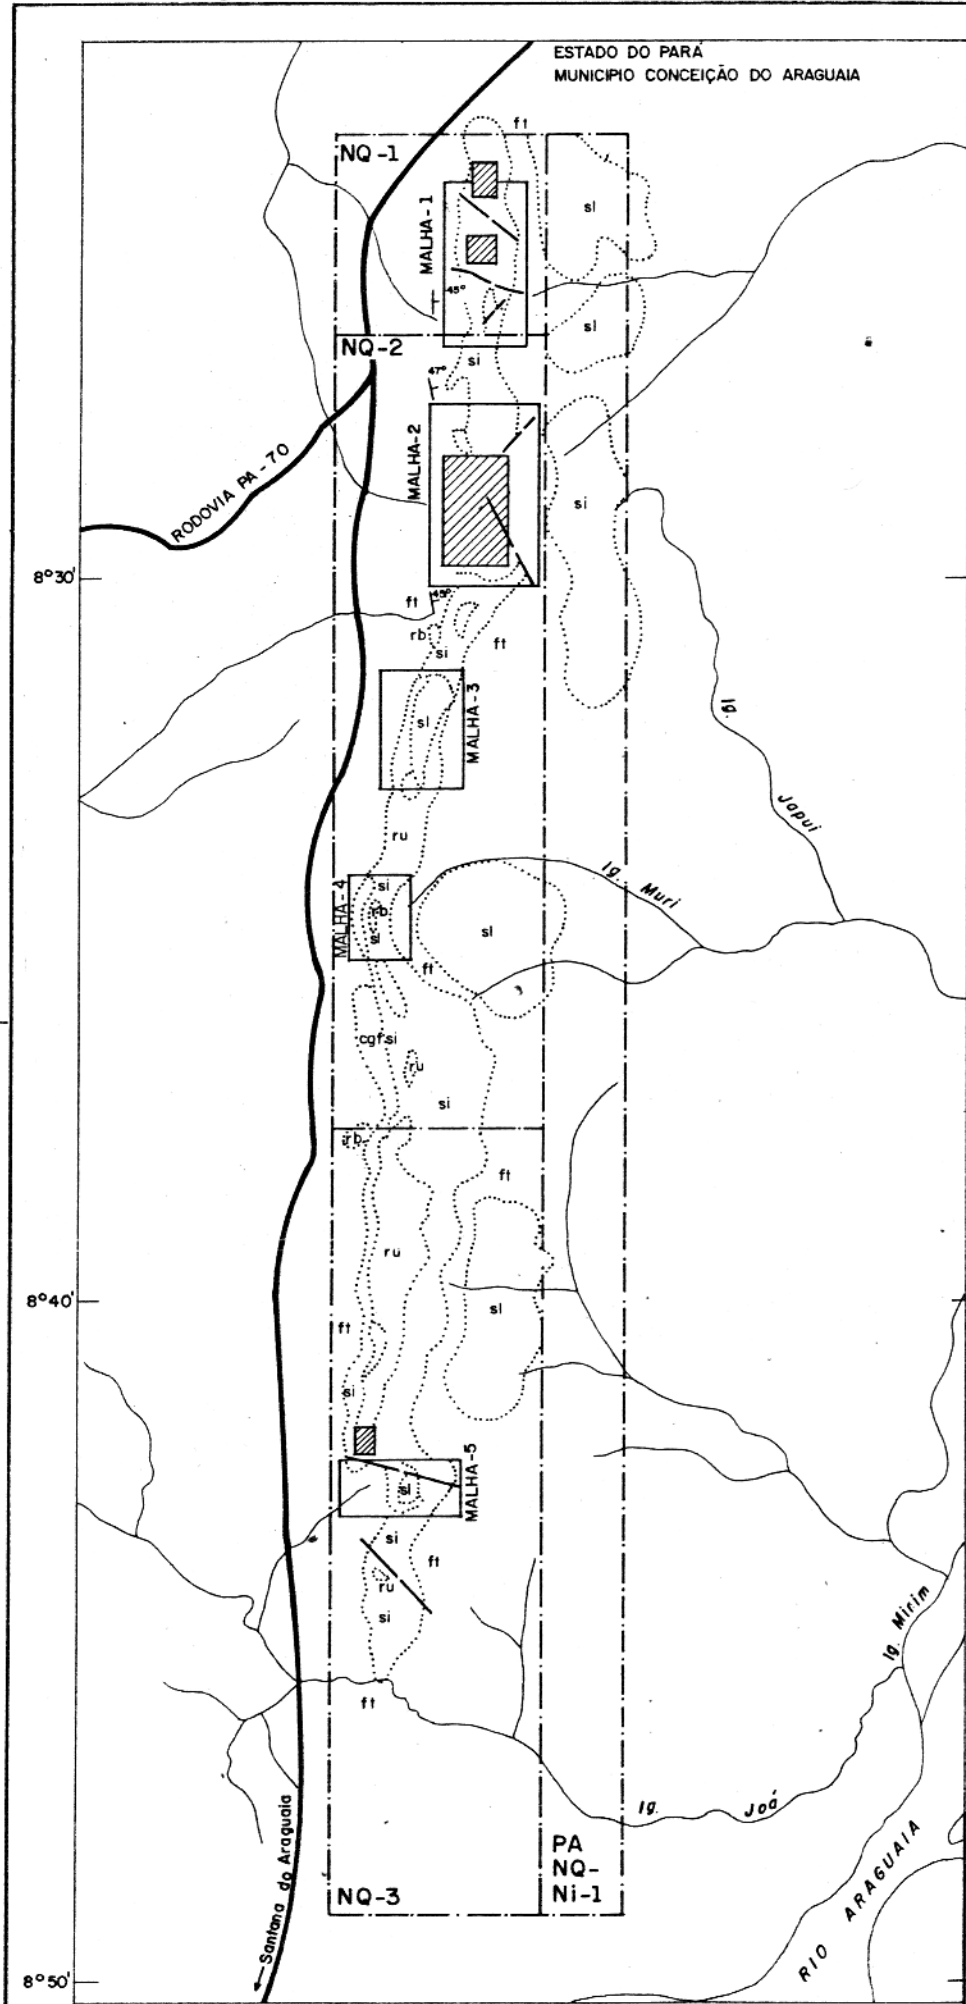 ESTADO DO PARÁ
MUNICIPIO CONCEIÇÃO DO ARAGUAIA
ft
NQ-1
sl
MALHA-1
45°
sl
NQ-2
si
47°
MALHA-2
RODOVIA PA-70
si
8°30'
45°
ft
rb
si
ft
MALHA-3
sl
Ig.
Japui
ru
Ig. Muri
MALHA-4
si
rb
sl
sl
ft
cgf
si
ru
si
rb
ft
ru
8°40'
sl
ft
si
MALHA-5
sl
si
ft
ru
si
Ig. Mirim
ft
Ig. Joá
Santana do Araguaia
PA
NQ-
Ni-1
NQ-3
RIO ARAGUAIA
8°50'